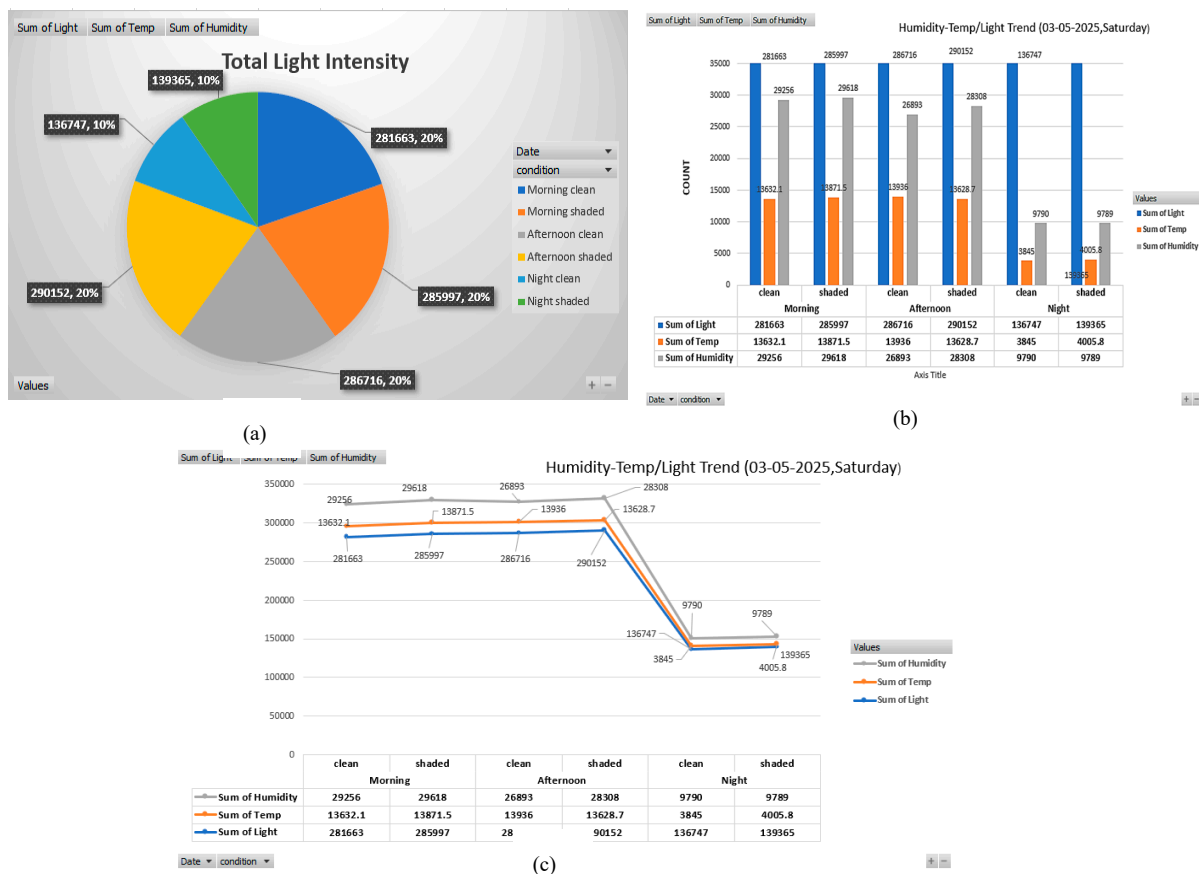 Sum of Light Sum of Temp Sum of Humidity
Total Light Intensity
139365, 10%
136747, 10%
281663, 20%
290152, 20%
285997, 20%
286716, 20%
Date
condition
Morning clean
Morning shaded
Afternoon clean
Afternoon shaded
Night clean
Night shaded
Values
+ −
(a)
Sum of Light Sum of Temp Sum of Humidity
Humidity-Temp/Light Trend (03-05-2025,Saturday)
281663 285997 286716 290152 136747
35000
30000
25000
20000
15000
10000
5000
0
COUNT
29256 29618 26893 28308
13632.1 13871.5 13936 13628.7
9790 9789
3845 4005.8
139365
clean shaded clean shaded clean shaded
Morning Afternoon Night
Sum of Light 281663 285997 286716 290152 136747 139365
Sum of Temp 13632.1 13871.5 13936 13628.7 3845 4005.8
Sum of Humidity 29256 29618 26893 28308 9790 9789
Axis Title
Values
Sum of Light
Sum of Temp
Sum of Humidity
Date condition
+ −
(b)
Sum of Light Sum of Temp Sum of Humidity
Humidity-Temp/Light Trend (03-05-2025,Saturday)
350000
300000
250000
200000
150000
100000
50000
0
29256 29618 26893 28308
13632.1 13871.5 13936 13628.7
281663 285997 286716 290152
9790 9789
136747 139365
3845 4005.8
clean shaded clean shaded clean shaded
Morning Afternoon Night
Sum of Humidity 29256 29618 26893 28308 9790 9789
Sum of Temp 13632.1 13871.5 13936 13628.7 3845 4005.8
Sum of Light 281663 285997 28 90152 136747 139365
Values
Sum of Humidity
Sum of Temp
Sum of Light
Date condition
+ −
(c)